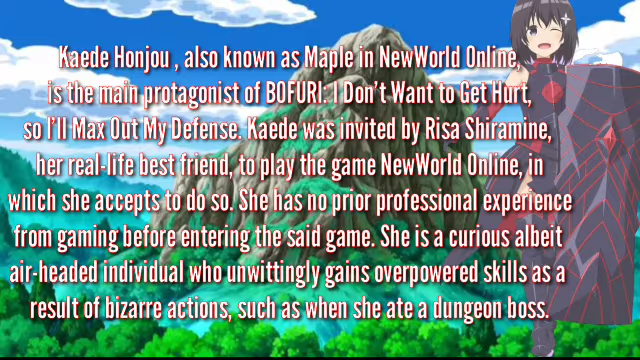 Kaede Honjou , also known as Maple in NewWorld Online,
is the main protagonist of BOFURI: I Don't Want to Get Hurt,
so I'll Max Out My Defense. Kaede was invited by Risa Shiramine,
her real-life best friend, to play the game NewWorld Online, in
which she accepts to do so. She has no prior professional experience
from gaming before entering the said game. She is a curious albeit
air-headed individual who unwittingly gains overpowered skills as a
result of bizarre actions, such as when she ate a dungeon boss.